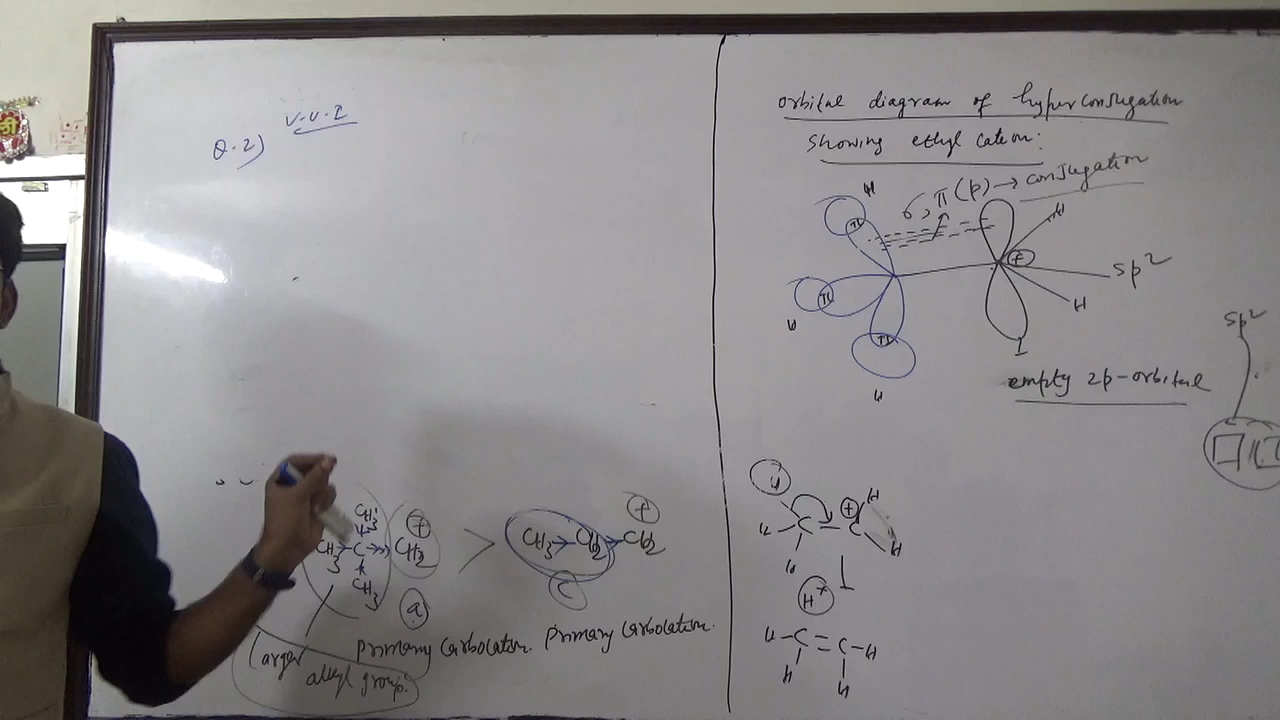 V.V.I
Q.2)
CH3
CH3 C CH2
+
CH3
a
>
CH3 CH2 CH2
+
c
primary carbocation. primary carbocation.
larger
alkyl group.
orbital diagram of hyperconjugation
showing ethyl cation:
σ, π (p) → conjugation
H
H
H
H
+
sp2
H
empty 2p-orbital
sp2
H
H C C + H
H
H
H+
H-C=C-H
H H